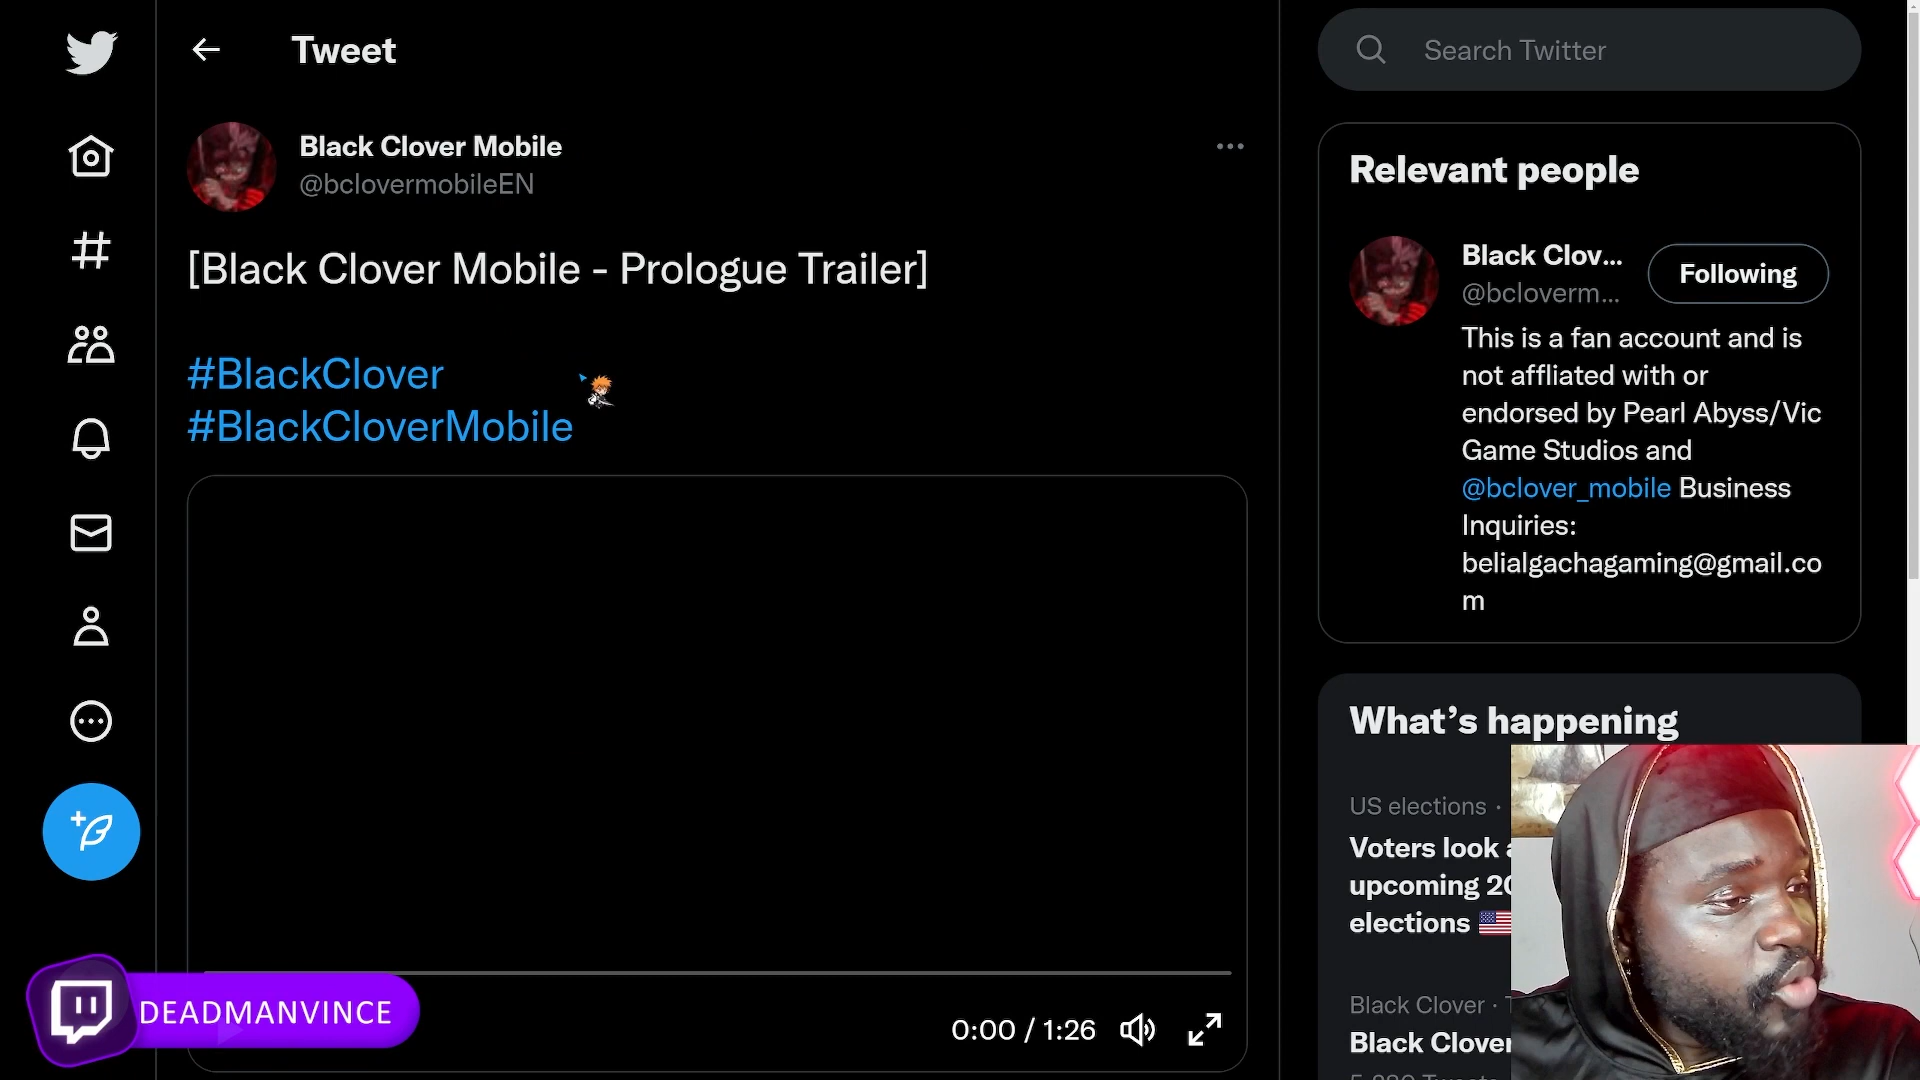 Tweet
Search Twitter
Black Clover Mobile
@bclovermobileEN
[Black Clover Mobile - Prologue Trailer]
#BlackClover
#BlackCloverMobile
0:00 / 1:26
DEADMANVINCE
Relevant people
Black Clov...
@bcloverm...
Following
This is a fan account and is
not affliated with or
endorsed by Pearl Abyss/Vic
Game Studios and
@bclover_mobile Business
Inquiries:
belialgachagaming@gmail.co
m
What's happening
US elections ·
Voters look
upcoming 20
elections
Black Clover ·
Black Clover